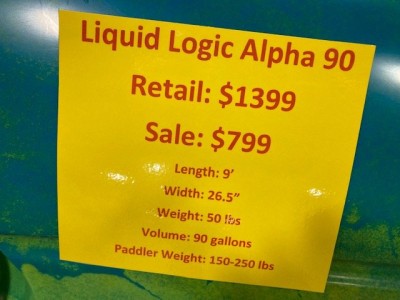 Liquid Logic Alpha 90
Retail: $1399
Sale: $799
Length: 9'
Width: 26.5”
Weight: 50 lbs
Volume: 90 gallons
Paddler Weight: 150-250 lbs